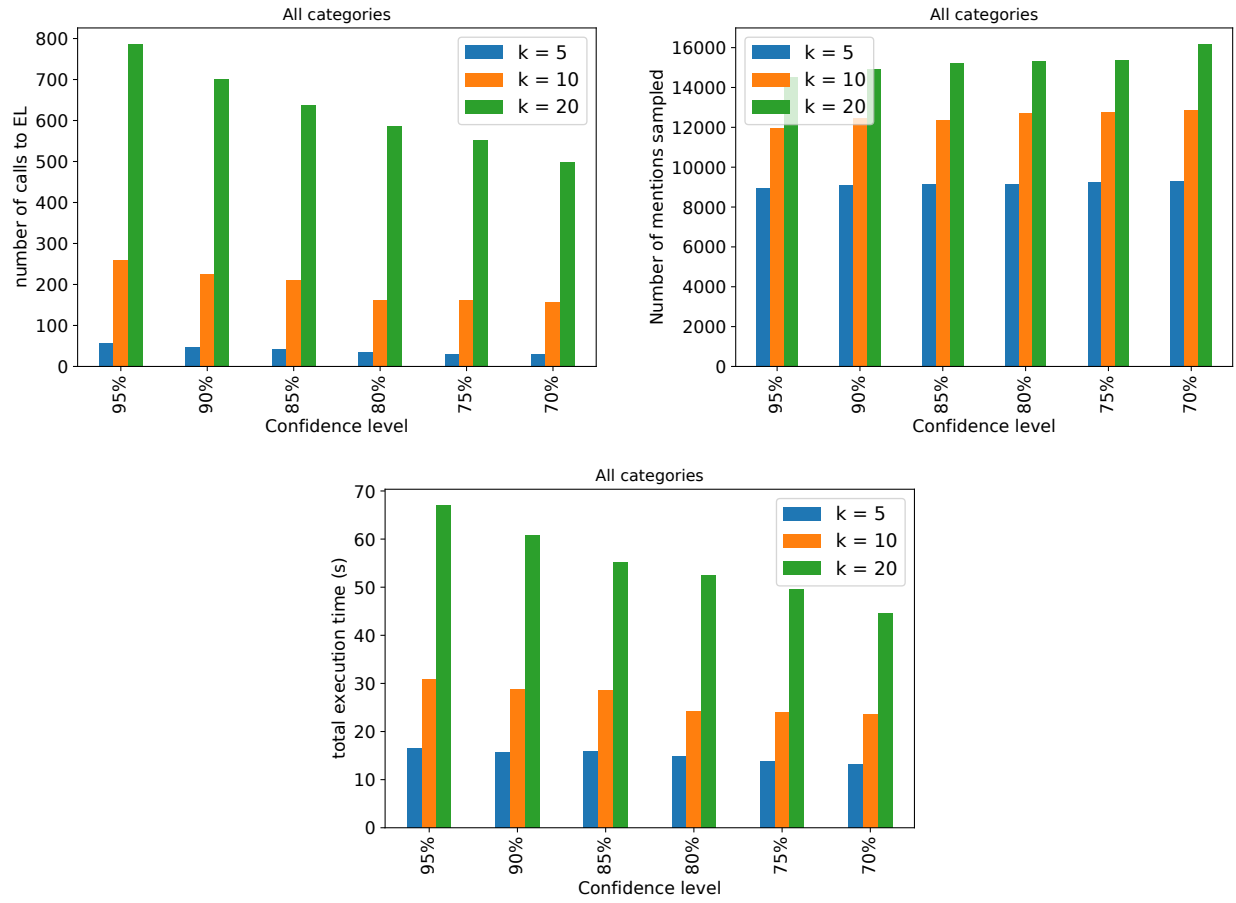 All categories
number of calls to EL
800
700
600
500
400
300
200
100
0
k = 5
k = 10
k = 20
95%
90%
85%
80%
75%
70%
Confidence level
All categories
Number of mentions sampled
16000
14000
12000
10000
8000
6000
4000
2000
0
k = 5
k = 10
k = 20
95%
90%
85%
80%
75%
70%
Confidence level
All categories
total execution time (s)
70
60
50
40
30
20
10
0
k = 5
k = 10
k = 20
95%
90%
85%
80%
75%
70%
Confidence level